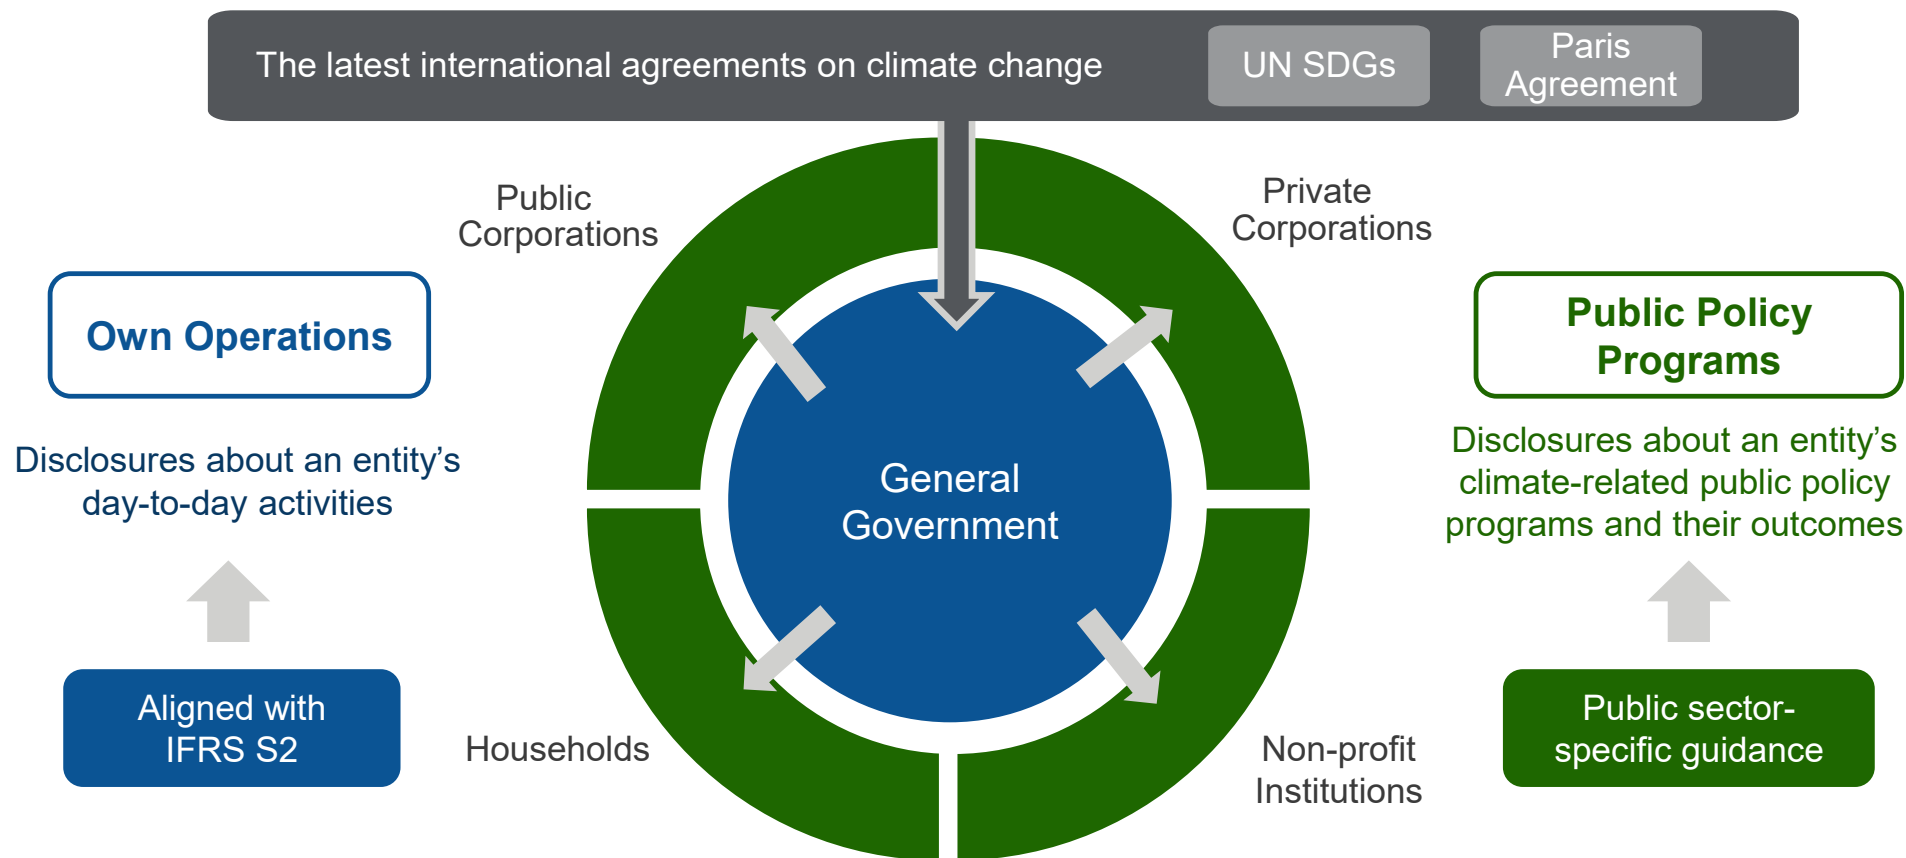 The latest international agreements on climate change
UN SDGs
Paris
Agreement
Public
Corporations
Private
Corporations
Own Operations
Disclosures about an entity’s
day-to-day activities
Aligned with
IFRS S2
General
Government
Households
Non-profit
Institutions
Public Policy
Programs
Disclosures about an entity’s
climate-related public policy
programs and their outcomes
Public sector-
specific guidance